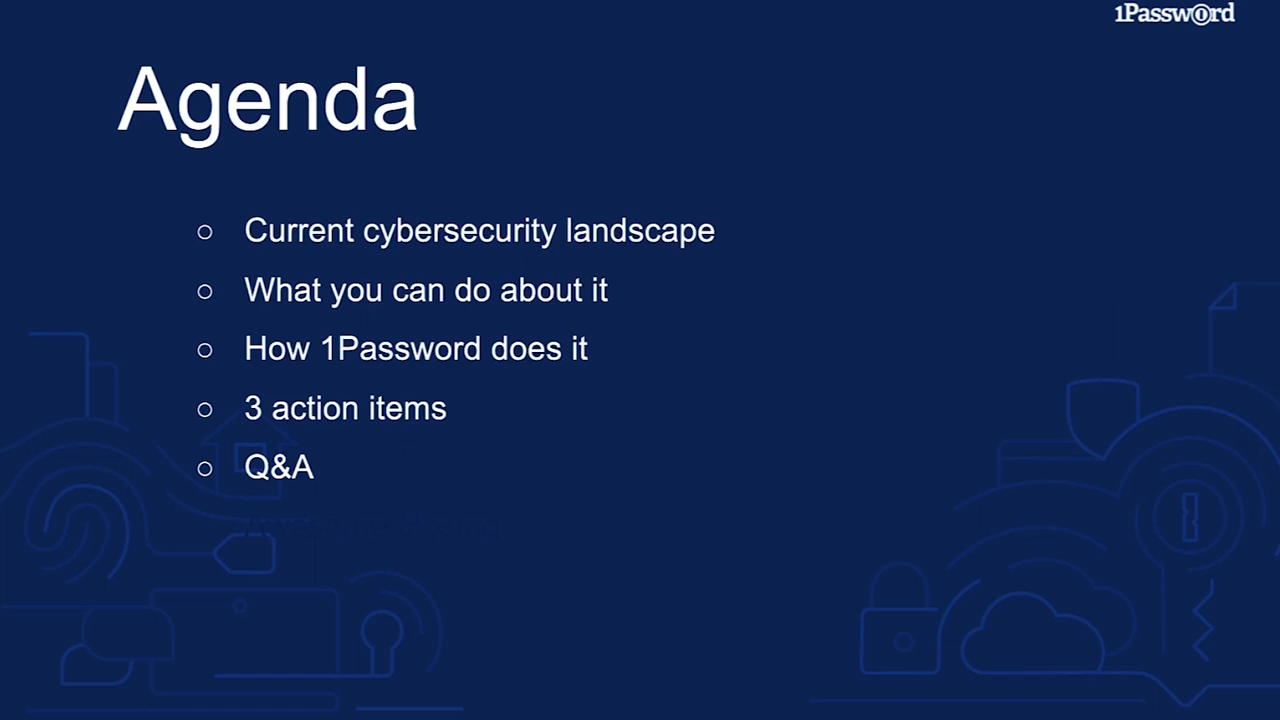 1Password
Agenda
○ Current cybersecurity landscape
○ What you can do about it
○ How 1Password does it
○ 3 action items
○ Q&A